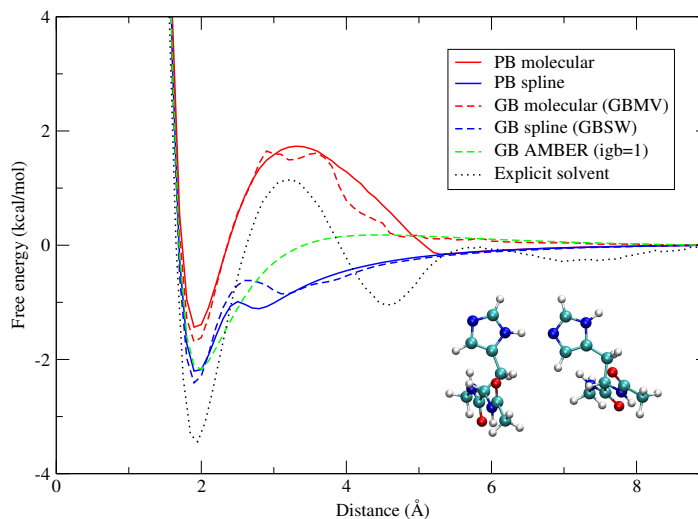 4
2
0
-2
-4
Free energy (kcal/mol)
PB molecular
PB spline
GB molecular (GBMV)
GB spline (GBSW)
GB AMBER (igb=1)
Explicit solvent
0
2
4
6
8
Distance (Å)